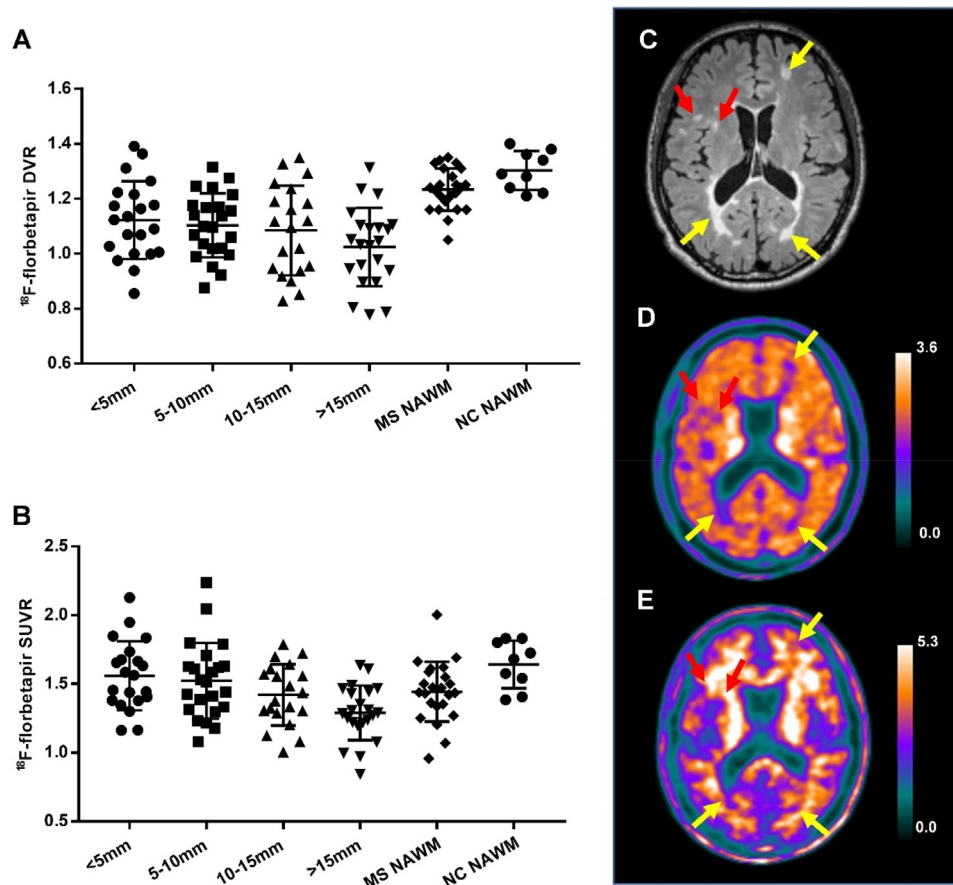 A
¹⁸F-florbetapir DVR
1.6
1.4
1.2
1.0
0.8
0.6
<5mm
5-10mm
10-15mm
>15mm
MS NAWM
NC NAWM
B
¹⁸F-florbetapir SUVR
2.5
2.0
1.5
1.0
0.5
<5mm
5-10mm
10-15mm
>15mm
MS NAWM
NC NAWM
C
D
3.6
0.0
E
5.3
0.0